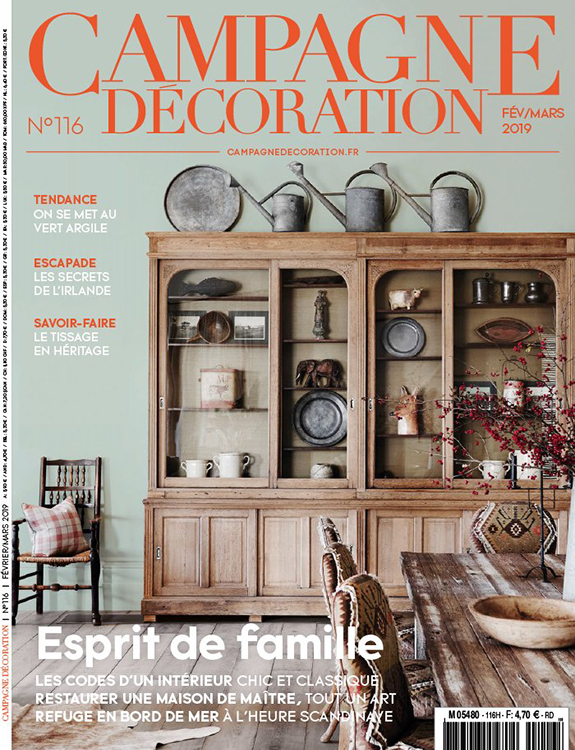 CAMPAGNE
DÉCORATION
N°116
FÉV/MARS
2019
CAMPAGNEDECORATION.FR
TENDANCE
ON SE MET AU
VERT ARGILE
ESCAPADE
LES SECRETS
DE L'IRLANDE
SAVOIR-FAIRE
LE TISSAGE
EN HÉRITAGE
Esprit de famille
LES CODES D'UN INTÉRIEUR CHIC ET CLASSIQUE
RESTAURER UNE MAISON DE MAÎTRE, TOUT UN ART
REFUGE EN BORD DE MER À L'HEURE SCANDINAVE
M 05480 - 116H - F: 4,70 € - RD
CAMPAGNE DÉCORATION | N°116 | FÉVRIER/MARS 2019